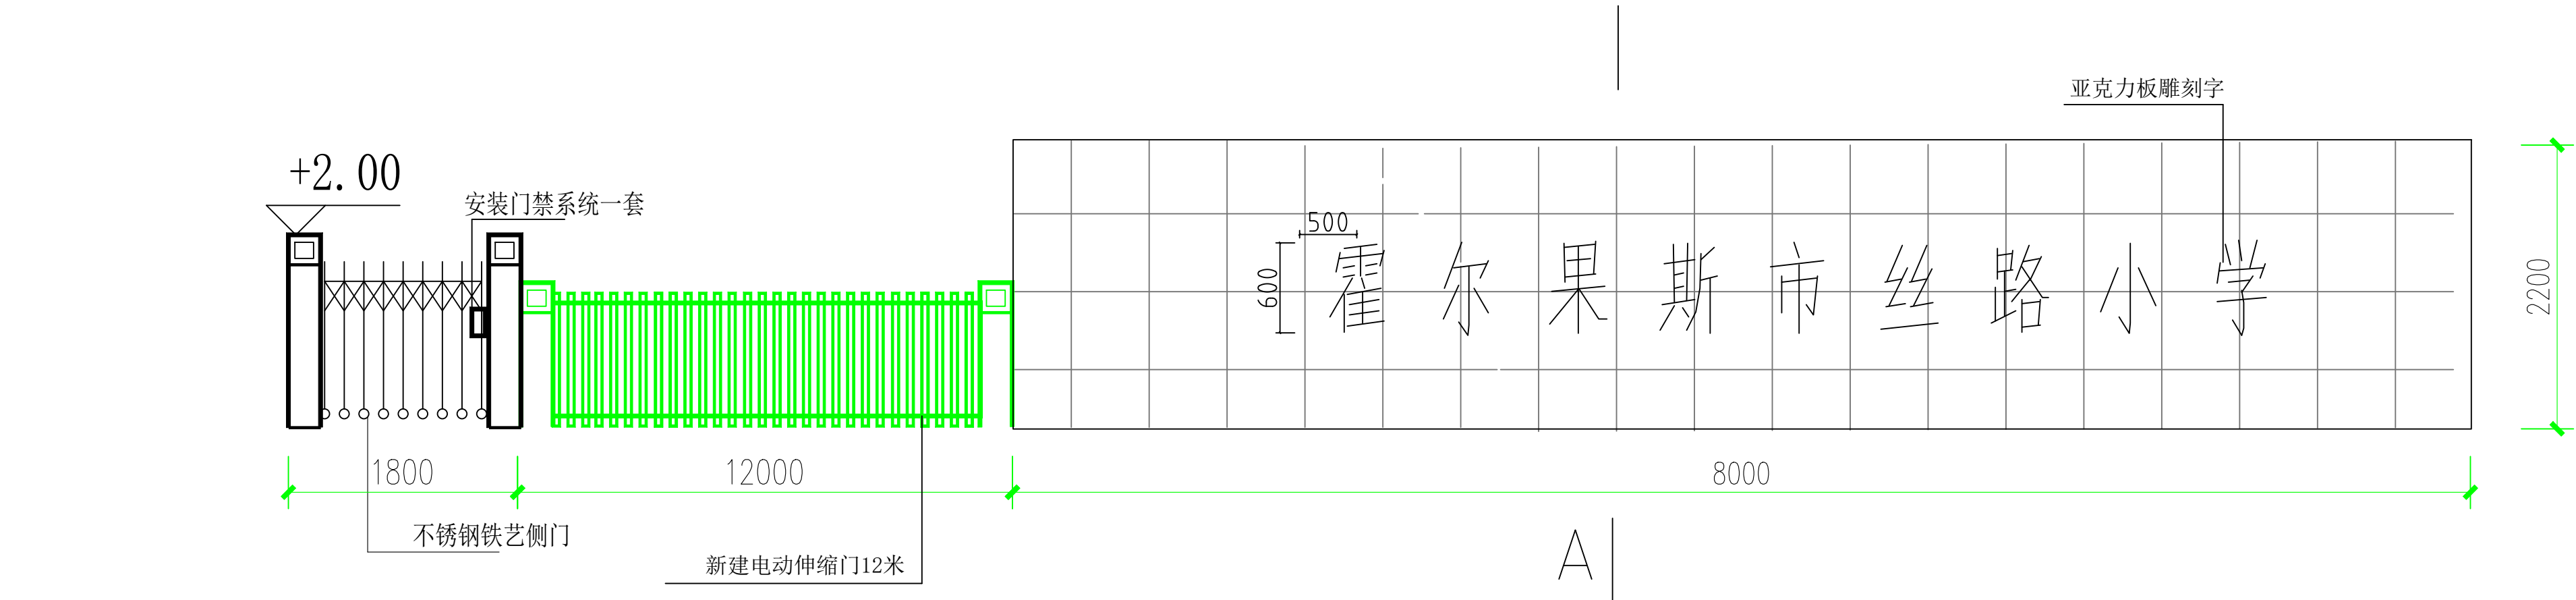 亚克力板雕刻字
+2.00
安装门禁系统一套
500
600
霍尔果斯市丝路小学
2200
1800
12000
8000
不锈钢铁艺侧门
新建电动伸缩门12米
A